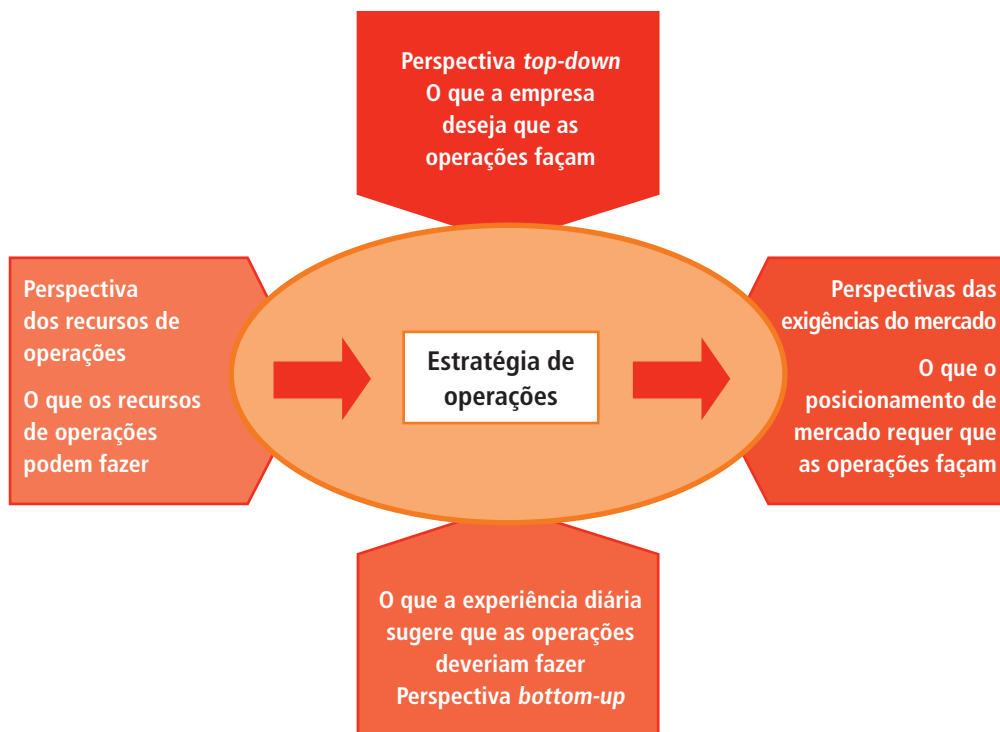 Perspectiva top-down
O que a empresa
deseja que as
operações façam
Perspectiva
dos recursos de
operações
O que os recursos
de operações
podem fazer
Estratégia de
operações
Perspectivas das
exigências do mercado
O que o
posicionamento de
mercado requer que
as operações façam
O que a experiência diária
sugere que as operações
deveriam fazer
Perspectiva bottom-up